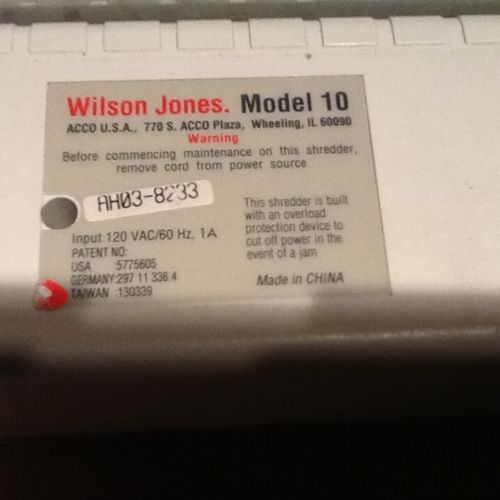 Wilson Jones. Model 10
ACCO U.S.A., 770 S. ACCO Plaza, Wheeling, IL 60090
Warning
Before commencing maintenance on this shredder,
remove cord from power source
AH03-8233
Input 120 VAC/60 Hz, 1A
PATENT NO:
USA :5775605
GERMANY:297 11 336.4
TAIWAN :130339
This shredder is built
with an overload
protection device to
cut off power in the
event of a jam
Made in CHINA